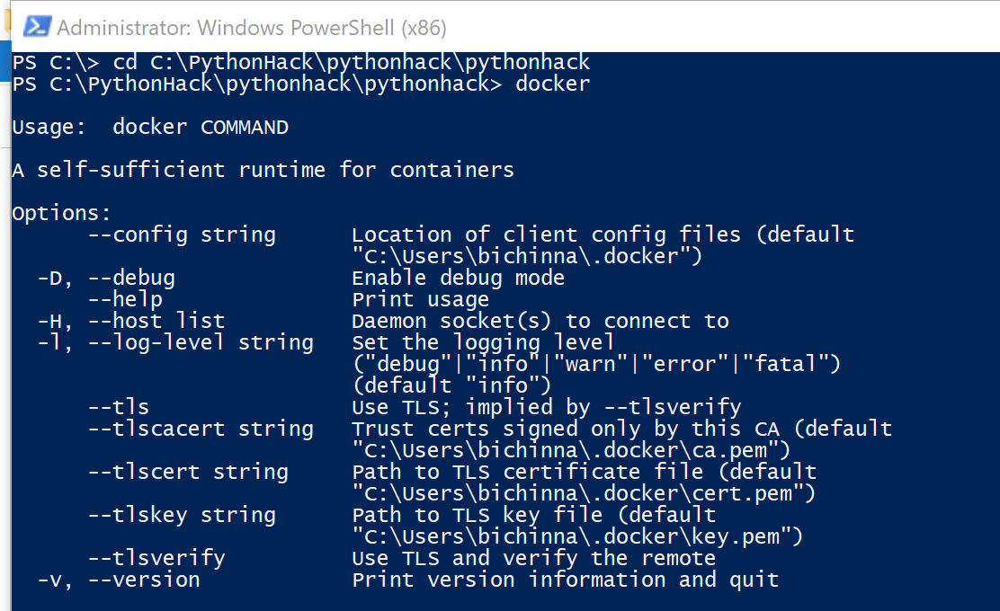 Administrator: Windows PowerShell (x86)
PS C:\> cd C:\PythonHack\pythonhack\pythonhack
PS C:\PythonHack\pythonhack\pythonhack> docker
Usage:  docker COMMAND
A self-sufficient runtime for containers
Options:
      --config string      Location of client config files (default
                           "C:\Users\bichinna\.docker")
  -D, --debug              Enable debug mode
      --help               Print usage
  -H, --host list          Daemon socket(s) to connect to
  -l, --log-level string   Set the logging level
                           ("debug"|"info"|"warn"|"error"|"fatal")
                           (default "info")
      --tls                Use TLS; implied by --tlsverify
      --tlscacert string   Trust certs signed only by this CA (default
                           "C:\Users\bichinna\.docker\ca.pem")
      --tlscert string     Path to TLS certificate file (default
                           "C:\Users\bichinna\.docker\cert.pem")
      --tlskey string      Path to TLS key file (default
                           "C:\Users\bichinna\.docker\key.pem")
      --tlsverify          Use TLS and verify the remote
  -v, --version            Print version information and quit